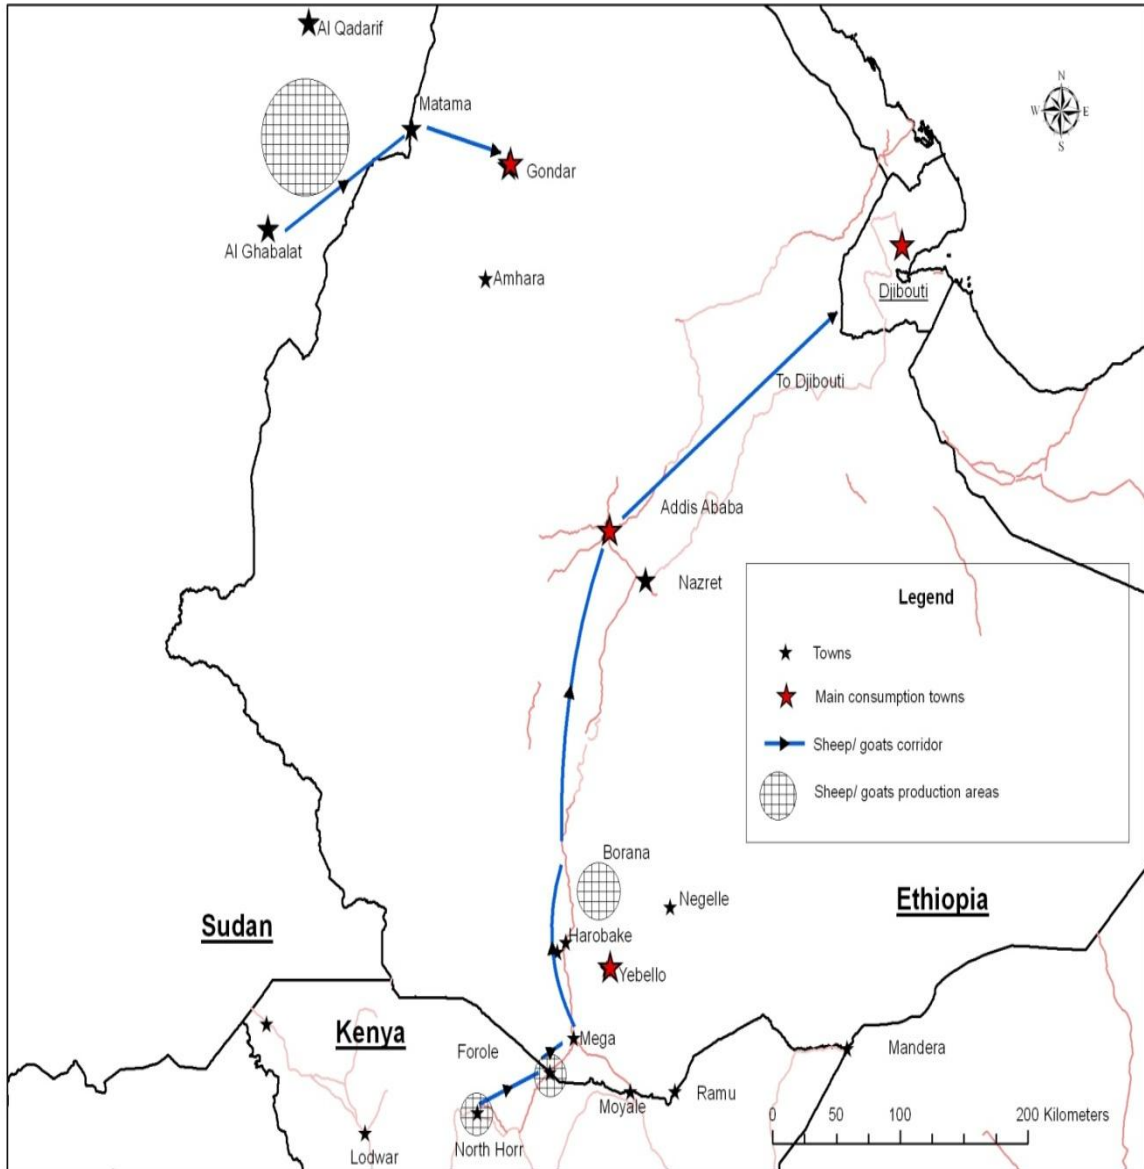 Al Qadarif
N
Matama
W E
S
Gondar
Al Ghabalat
Amhara
Djibouti
To Djibouti
Addis Ababa
Nazret
Legend
Towns
Main consumption towns
Sheep/ goats corridor
Sheep/ goats production areas
Borana
Negelle
Ethiopia
Sudan
Harobake
Yebello
Kenya
Mega
Forole
Mandera
Moyale
Ramu
0 50 100 200 Kilometers
North Horr
Lodwar